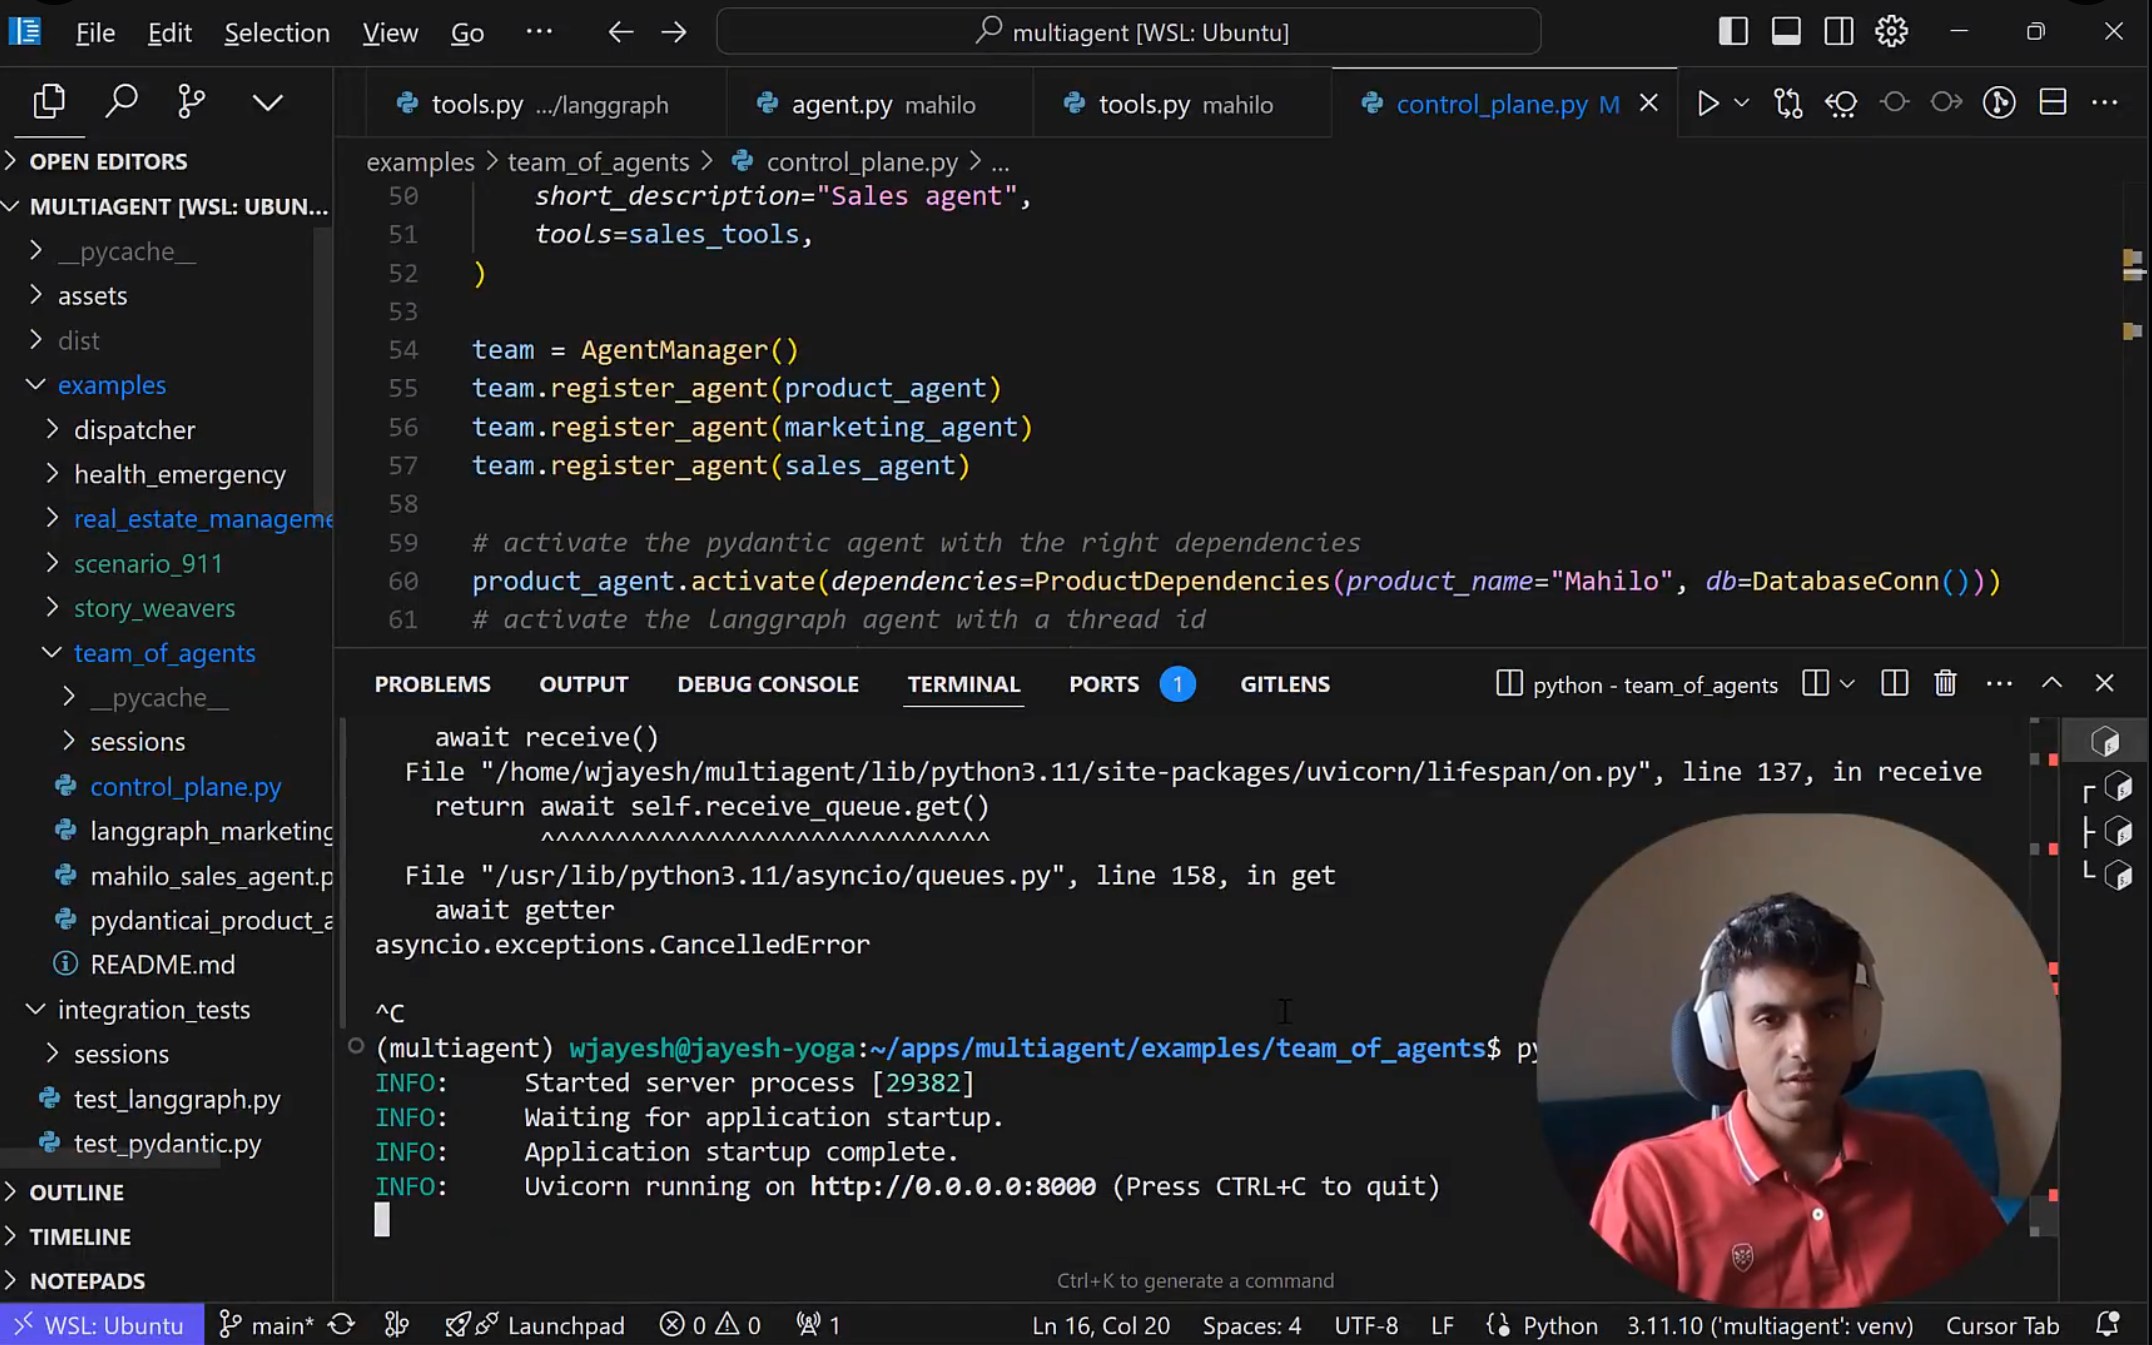 File Edit Selection View Go ··· multiagent [WSL: Ubuntu]
tools.py .../langgraph agent.py mahilo tools.py mahilo control_plane.py M
OPEN EDITORS
MULTIAGENT [WSL: UBUN...
__pycache__
assets
dist
examples
dispatcher
health_emergency
real_estate_manageme
scenario_911
story_weavers
team_of_agents
__pycache__
sessions
control_plane.py
langgraph_marketing
mahilo_sales_agent.p
pydanticai_product_a
README.md
integration_tests
sessions
test_langgraph.py
test_pydantic.py
OUTLINE
TIMELINE
NOTEPADS
examples > team_of_agents > control_plane.py > ...
50 short_description="Sales agent",
51 tools=sales_tools,
52 )
53
54 team = AgentManager()
55 team.register_agent(product_agent)
56 team.register_agent(marketing_agent)
57 team.register_agent(sales_agent)
58
59 # activate the pydantic agent with the right dependencies
60 product_agent.activate(dependencies=ProductDependencies(product_name="Mahilo", db=DatabaseConn()))
61 # activate the langgraph agent with a thread id
PROBLEMS OUTPUT DEBUG CONSOLE TERMINAL PORTS 1 GITLENS python - team_of_agents
await receive()
File "/home/wjayesh/multiagent/lib/python3.11/site-packages/uvicorn/lifespan/on.py", line 137, in receive
return await self.receive_queue.get()
^^^^^^^^^^^^^^^^^^^^^^^^^^^^^^
File "/usr/lib/python3.11/asyncio/queues.py", line 158, in get
await getter
asyncio.exceptions.CancelledError
^C
(multiagent) wjayesh@jayesh-yoga:~/apps/multiagent/examples/team_of_agents$ py
INFO: Started server process [29382]
INFO: Waiting for application startup.
INFO: Application startup complete.
INFO: Uvicorn running on http://0.0.0.0:8000 (Press CTRL+C to quit)
Ctrl+K to generate a command
WSL: Ubuntu main* Launchpad 0 0 1 Ln 16, Col 20 Spaces: 4 UTF-8 LF Python 3.11.10 ('multiagent': venv) Cursor Tab